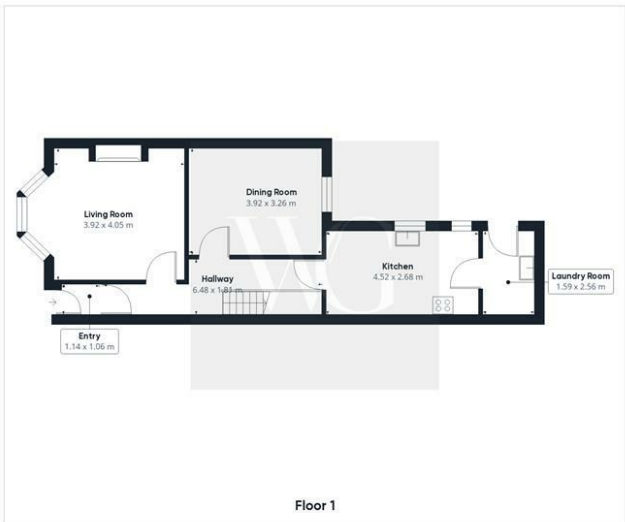 Living Room
3.92 x 4.05 m
Dining Room
3.92 x 3.26 m
Hallway
6.48 x 1.81 m
Kitchen
4.52 x 2.68 m
Laundry Room
1.59 x 2.56 m
Entry
1.14 x 1.06 m
WG
Floor 1